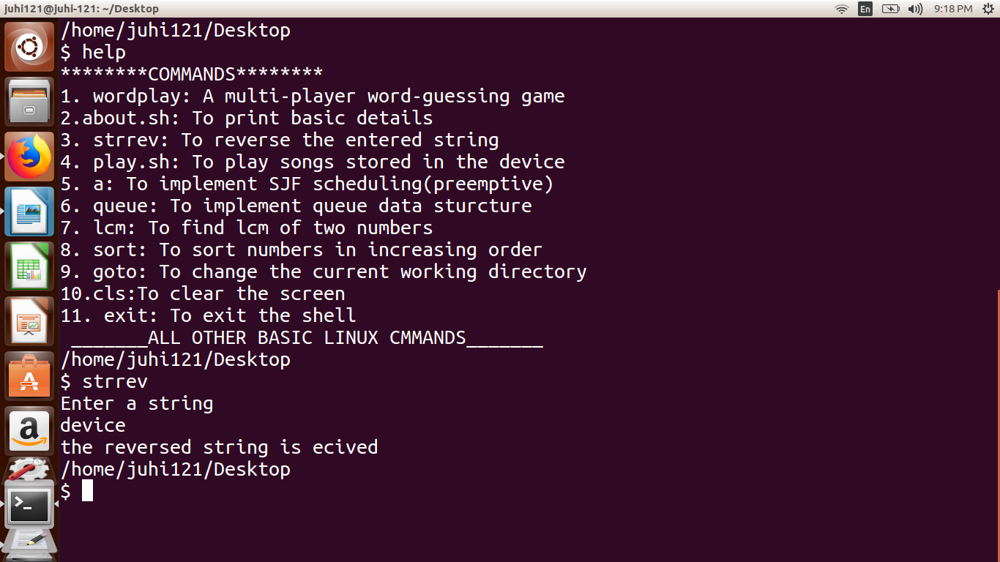 juhi121@juhi-121: ~/Desktop
En
9:18 PM
/home/juhi121/Desktop
$ help
********COMMANDS********
1. wordplay: A multi-player word-guessing game
2.about.sh: To print basic details
3. strrev: To reverse the entered string
4. play.sh: To play songs stored in the device
5. a: To implement SJF scheduling(preemptive)
6. queue: To implement queue data sturcture
7. lcm: To find lcm of two numbers
8. sort: To sort numbers in increasing order
9. goto: To change the current working directory
10.cls:To clear the screen
11. exit: To exit the shell
_______ALL OTHER BASIC LINUX CMMANDS_______
/home/juhi121/Desktop
$ strrev
Enter a string
device
the reversed string is ecived
/home/juhi121/Desktop
$